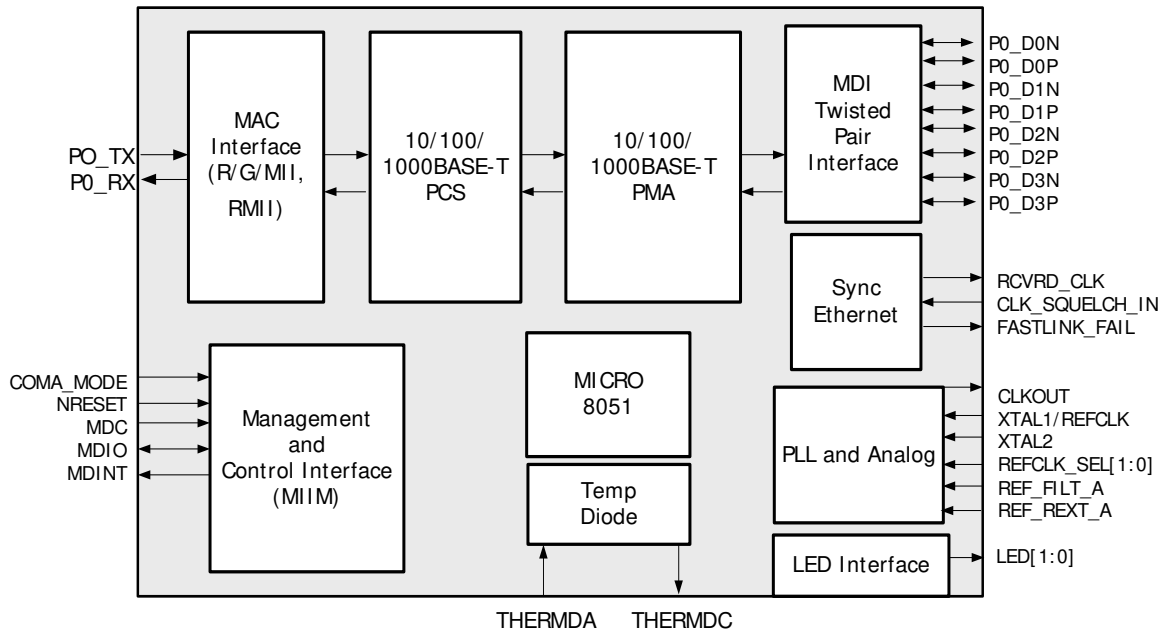 PO_TX
P0_RX
MAC
Interface
(R/G/MII,
RMII)
10/100/
1000BASE-T
PCS
10/100/
1000BASE-T
PMA
MDI
Twisted
Pair
Interface
P0_D0N
P0_D0P
P0_D1N
P0_D1P
P0_D2N
P0_D2P
P0_D3N
P0_D3P
Sync
Ethernet
RCVRD_CLK
CLK_SQUELCH_IN
FASTLINK_FAIL
COMA_MODE
NRESET
MDC
MDIO
MDINT
Management
and
Control Interface
(MIIM)
MICRO
8051
Temp
Diode
THERMDA
THERMDC
PLL and Analog
CLKOUT
XTAL1/REFCLK
XTAL2
REFCLK_SEL[1:0]
REF_FILT_A
REF_REXT_A
LED Interface
LED[1:0]